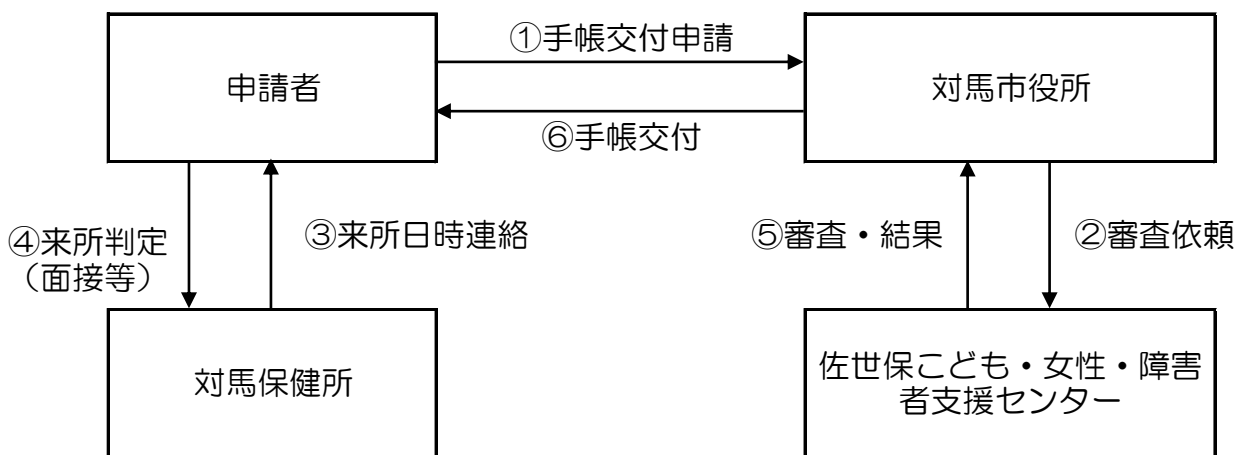 ①手帳交付申請
申請者
対馬市役所
⑥手帳交付
④来所判定
（面接等）
③来所日時連絡
⑤審査・結果
②審査依頼
対馬保健所
佐世保こども・女性・障害
者支援センター